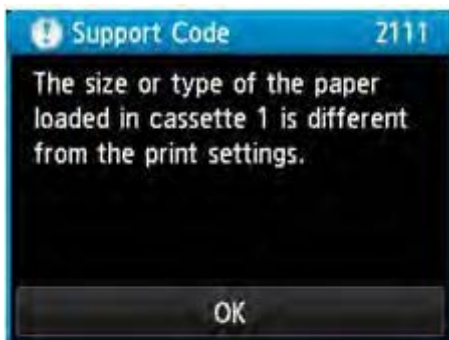 Support Code 2111
The size or type of the paper
loaded in cassette 1 is different
from the print settings.
OK